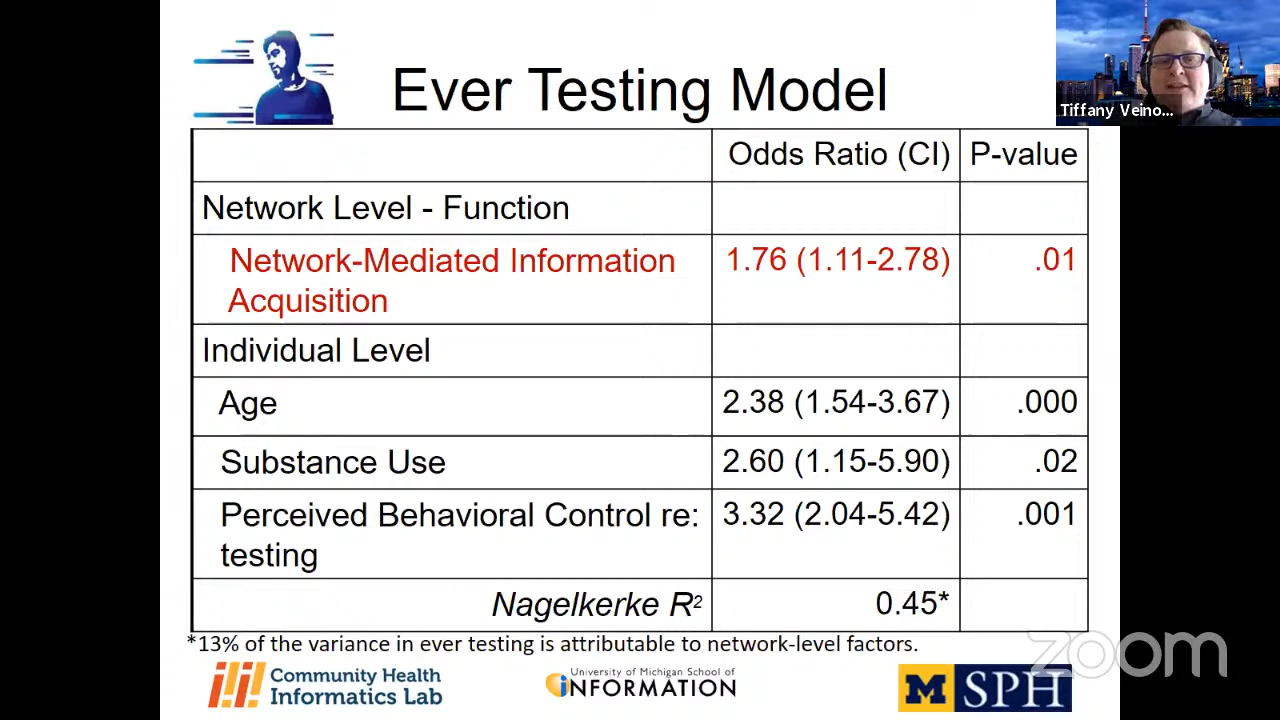 Ever Testing Model
Tiffany Veino...
Odds Ratio (CI) P-value
Network Level - Function
Network-Mediated Information 1.76 (1.11-2.78) .01
Acquisition
Individual Level
Age 2.38 (1.54-3.67) .000
Substance Use 2.60 (1.15-5.90) .02
Perceived Behavioral Control re: 3.32 (2.04-5.42) .001
testing
Nagelkerke R² 0.45*
*13% of the variance in ever testing is attributable to network-level factors.
zoom
Community Health
Informatics Lab
University of Michigan School of
iNFORMATION
M SPH